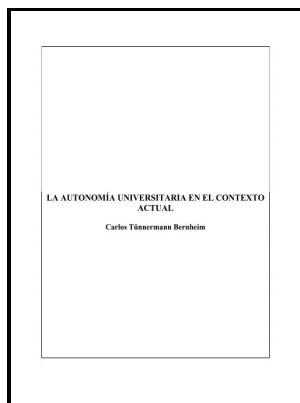 LA AUTONOMÍA UNIVERSITARIA EN EL CONTEXTO
ACTUAL
Carlos Tünnermann Bernheim